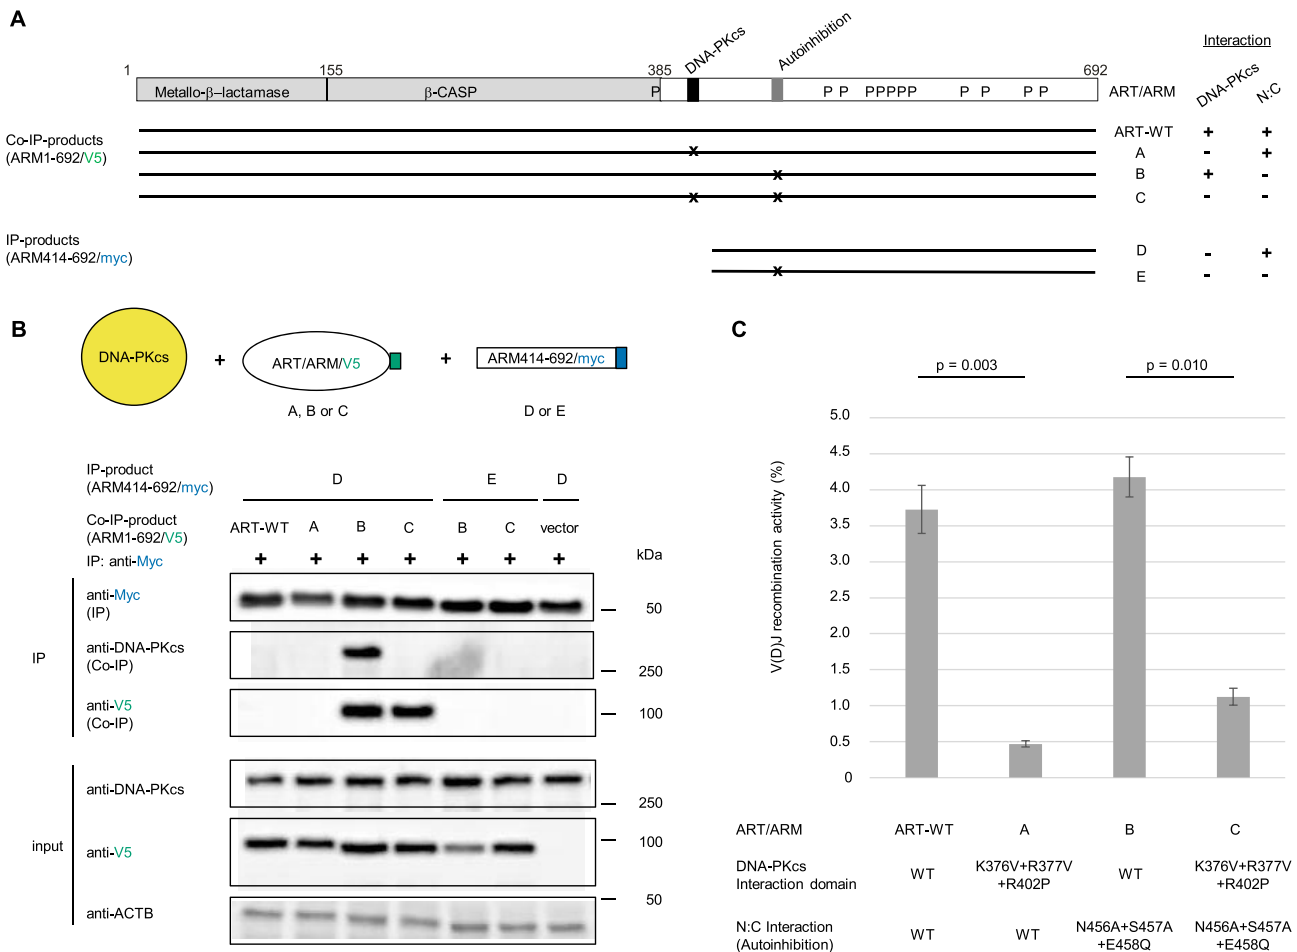 A
DNA-PKcs
Autoinhibition
Interaction
1 155 385 692
DNA-PKcs
N:C
Metallo-β–lactamase β-CASP P P P PPPPP P P P P ART/ARM
Co-IP-products
(ARM1-692/V5)
ART-WT + +
x A - +
x B + -
x x C - -
IP-products
(ARM414-692/myc)
D - +
x E - -
B
DNA-PKcs + ART/ARM/V5 + ARM414-692/myc
A, B or C D or E
IP-product
(ARM414-692/myc)
D E D
Co-IP-product
(ARM1-692/V5)
ART-WT A B C B C vector
IP: anti-Myc + + + + + + + kDa
IP
anti-Myc
(IP)
50
anti-DNA-PKcs
(Co-IP)
250
anti-V5
(Co-IP)
100
input
anti-DNA-PKcs
250
anti-V5
100
anti-ACTB
50
C
p = 0.003 p = 0.010
V(D)J recombination activity (%)
5.0
4.5
4.0
3.5
3.0
2.5
2.0
1.5
1.0
0.5
0
ART/ARM ART-WT A B C
DNA-PKcs
Interaction domain
WT
K376V+R377V
+R402P
WT
K376V+R377V
+R402P
N:C Interaction
(Autoinhibition)
WT
WT
N456A+S457A
+E458Q
N456A+S457A
+E458Q